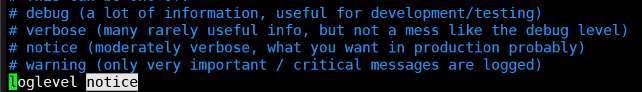 # debug (a lot of information, useful for development/testing)
# verbose (many rarely useful info, but not a mess like the debug level)
# notice (moderately verbose, what you want in production probably)
# warning (only very important / critical messages are logged)
loglevel notice